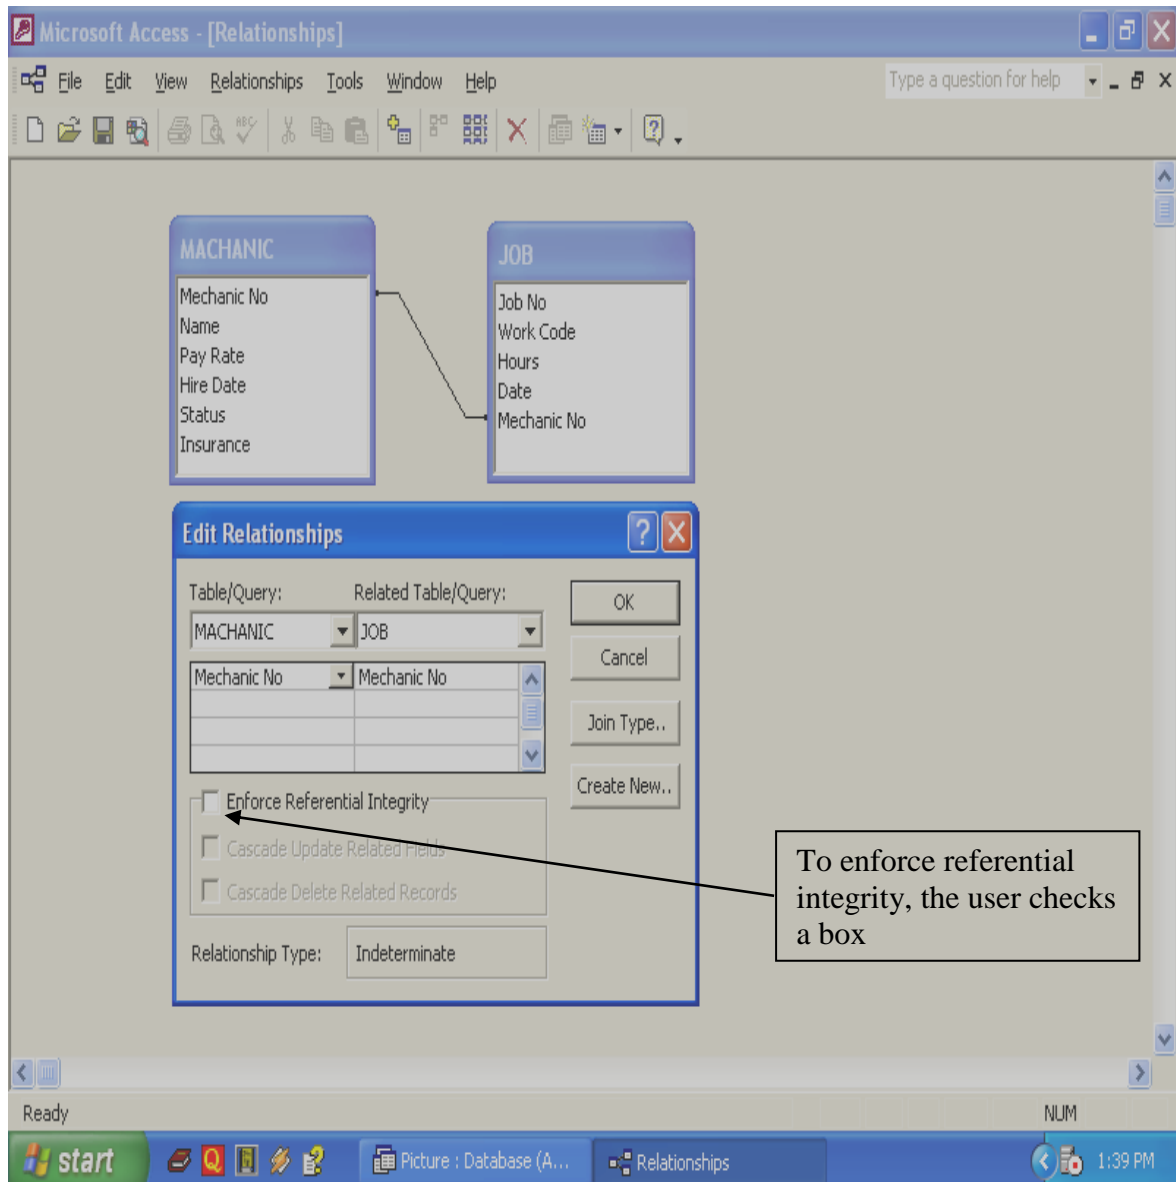 Microsoft Access - [Relationships]
File Edit View Relationships Tools Window Help
Type a question for help
ABC
MACHANIC
Mechanic No
Name
Pay Rate
Hire Date
Status
Insurance
JOB
Job No
Work Code
Hours
Date
Mechanic No
Edit Relationships
Table/Query: Related Table/Query:
MACHANIC JOB
Mechanic No Mechanic No
OK
Cancel
Join Type..
Create New..
Enforce Referential Integrity
Cascade Update Related Fields
Cascade Delete Related Records
Relationship Type: Indeterminate
To enforce referential
integrity, the user checks
a box
Ready NUM
start Q Picture : Database (A... Relationships 1:39 PM